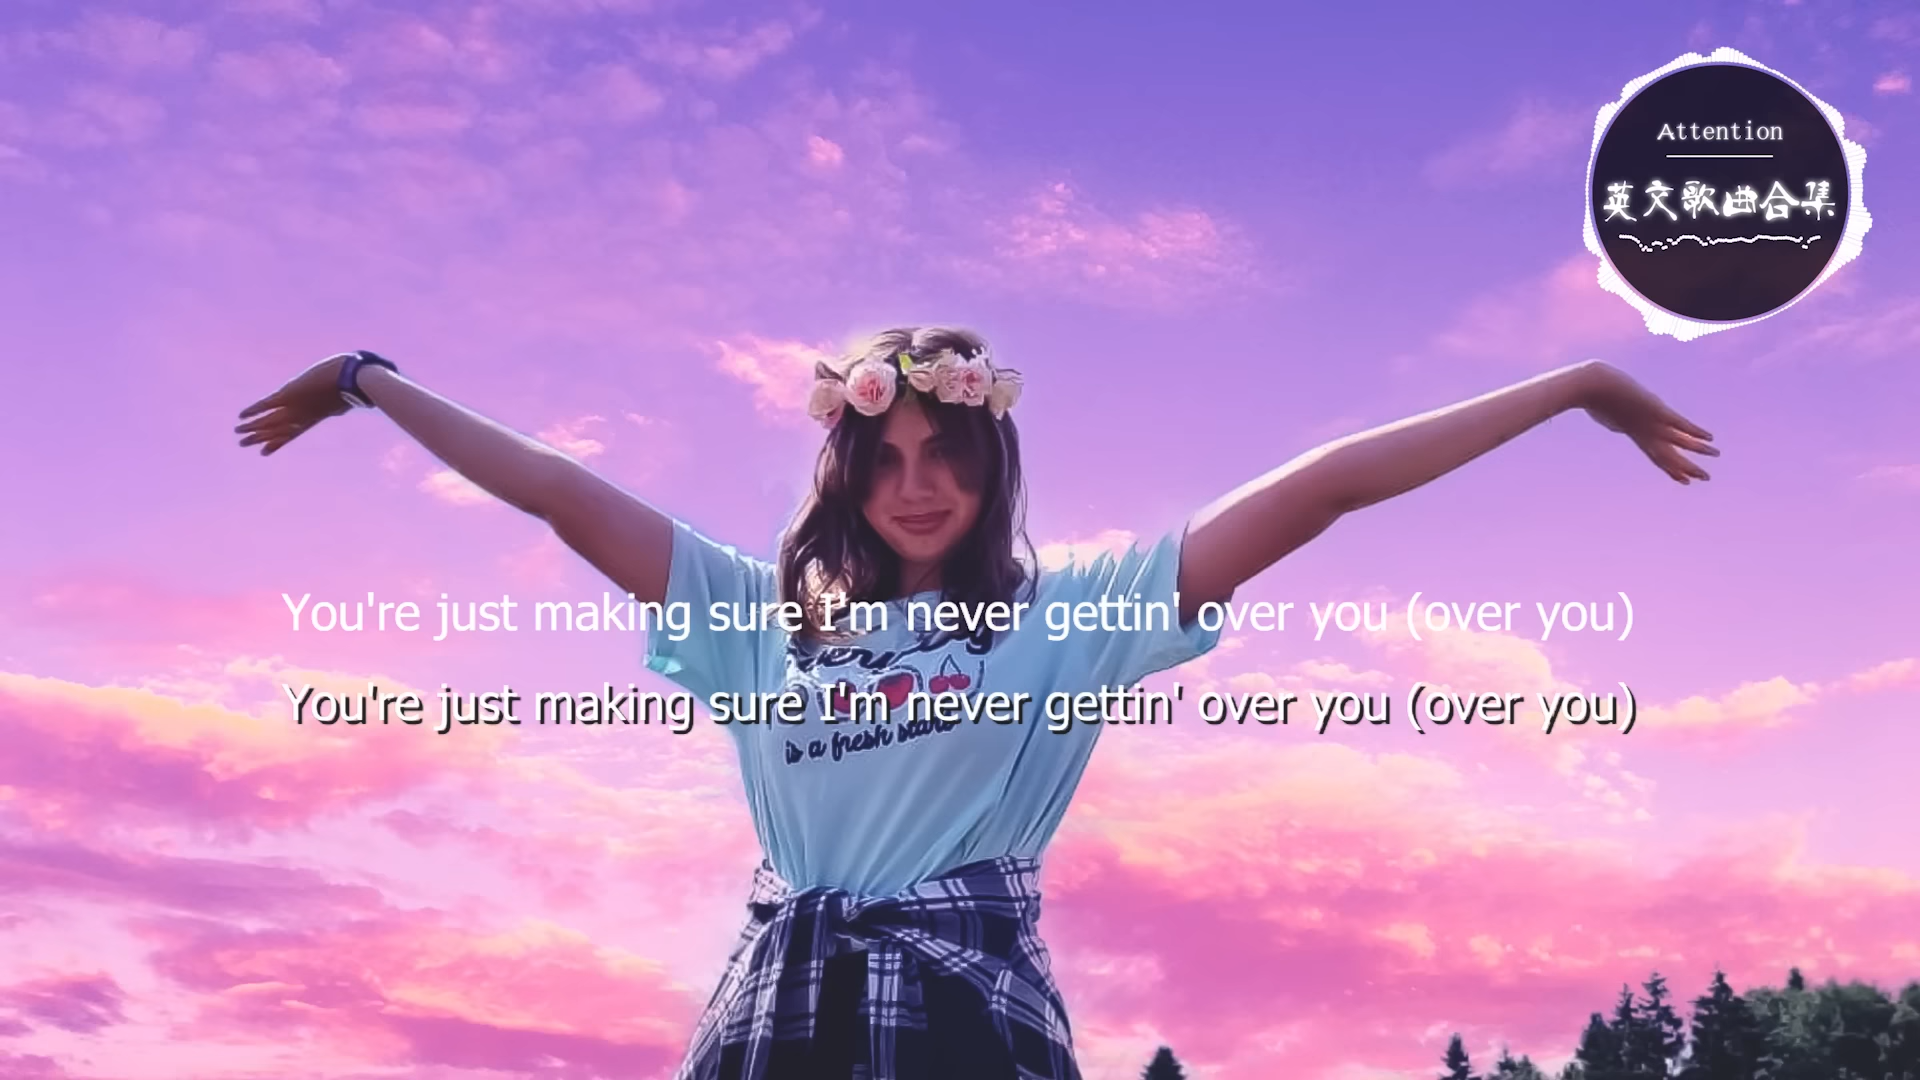 Attention
英文歌曲合集
You're just making sure I'm never gettin' over you (over you)
You're just making sure I'm never gettin' over you (over you)
is a fresh start